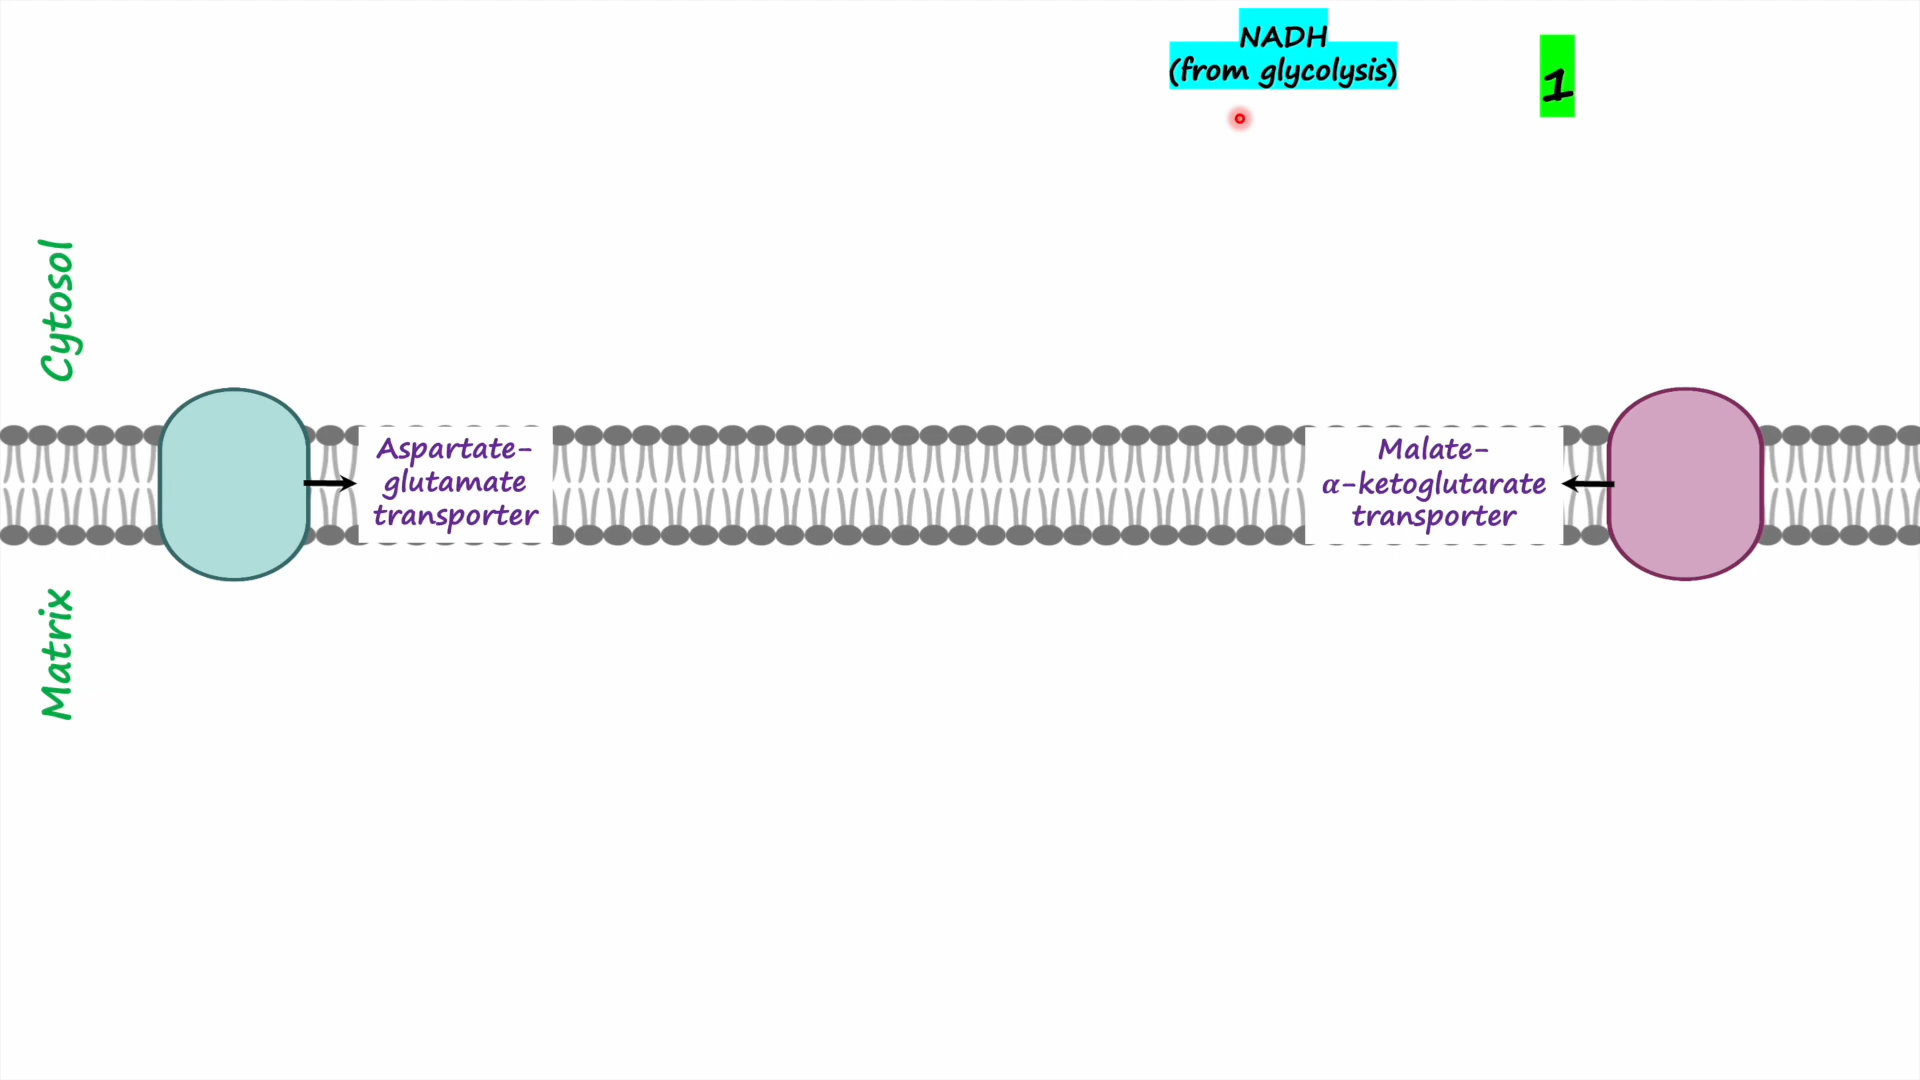 NADH
(from glycolysis)
1
Cytosol
Aspartate-
glutamate
transporter
Malate-
α-ketoglutarate
transporter
Matrix